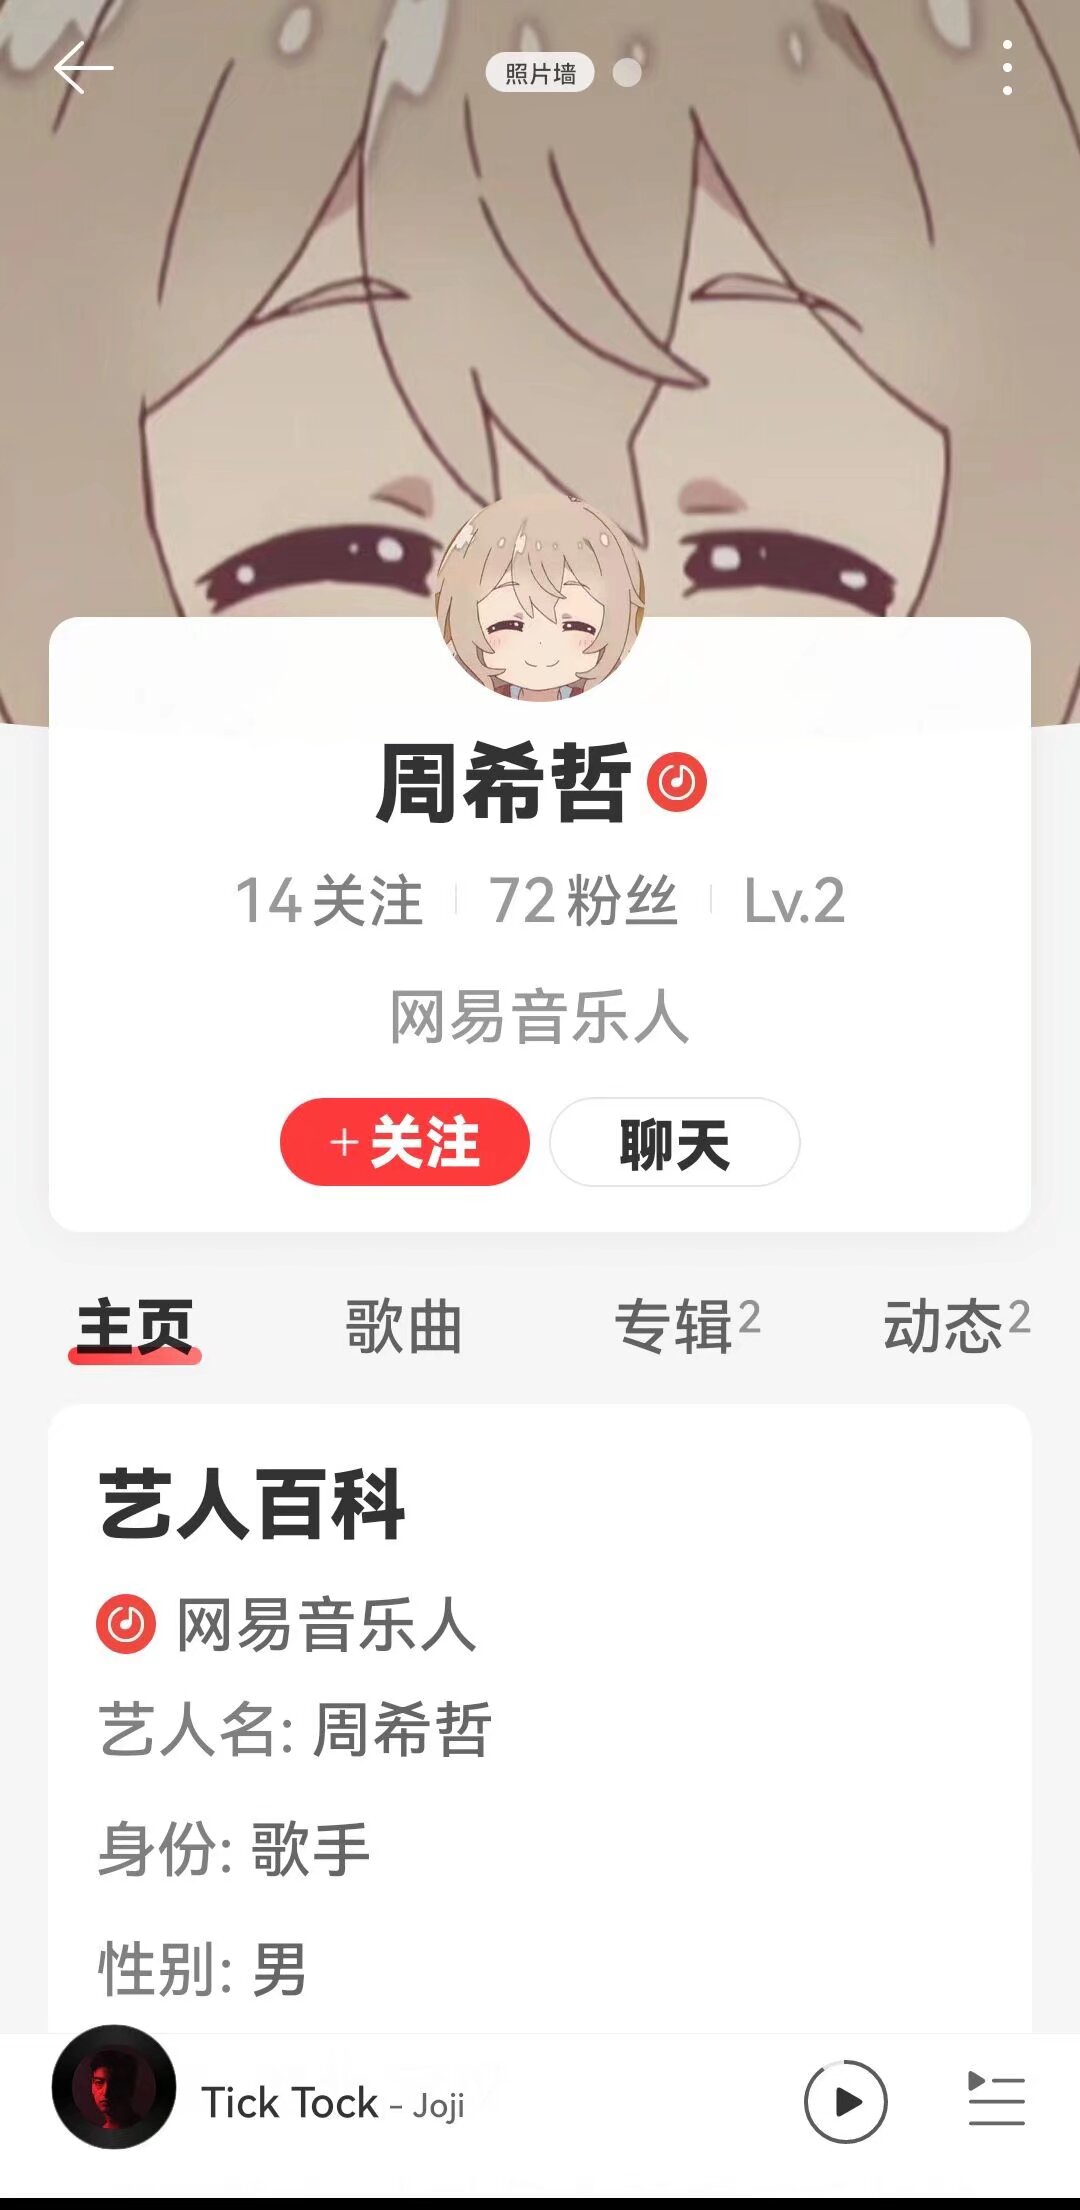 照片墙
周希哲
14关注 72粉丝 Lv.2
网易音乐人
+关注 聊天
主页 歌曲 专辑2 动态2
艺人百科
网易音乐人
艺人名: 周希哲
身份: 歌手
性别: 男
Tick Tock - Joji